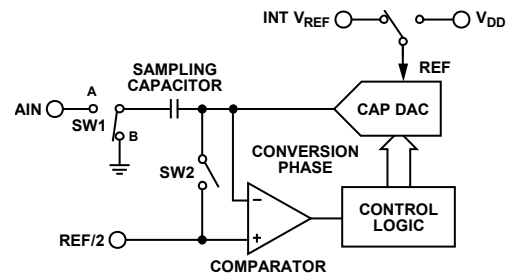 INT VREF
VDD
REF
SAMPLING
CAPACITOR
A
AIN
SW1
B
CAP DAC
CONVERSION
PHASE
SW2
−
+
CONTROL
LOGIC
REF/2
COMPARATOR